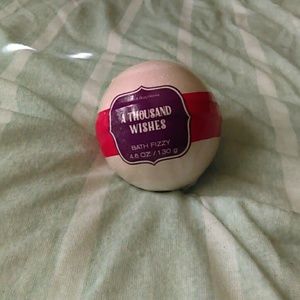 A THOUSAND
WISHES
BATH FIZZY
4.6 OZ / 130 g